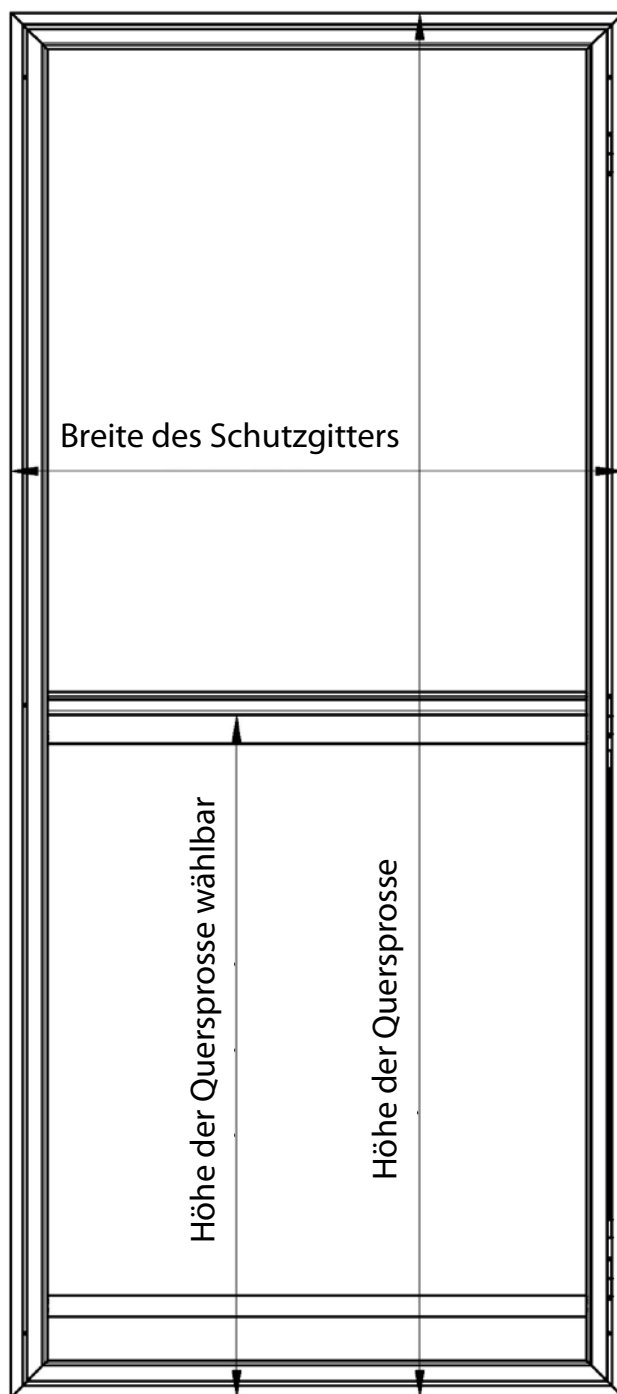 Breite des Schutzgitters
Höhe der Quersprosse wählbar
Höhe der Quersprosse